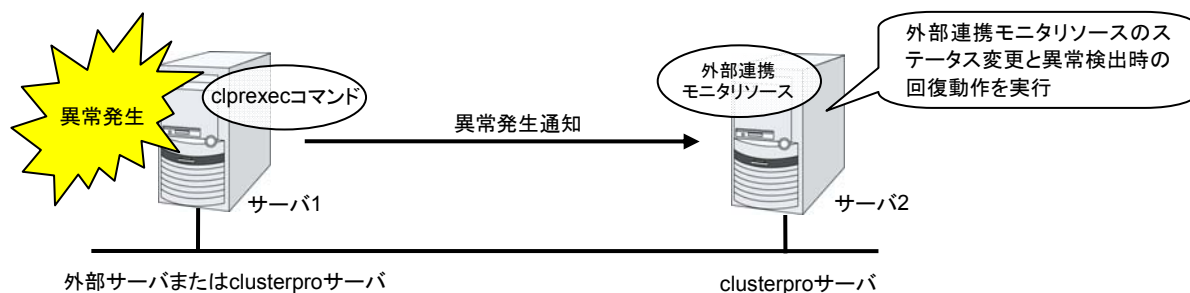 異常発生
clprexecコマンド
異常発生通知
外部連携
モニタリソース
外部連携モニタリソースのス
テータス変更と異常検出時の
回復動作を実行
サーバ1
サーバ2
外部サーバまたはclusterproサーバ
clusterproサーバ